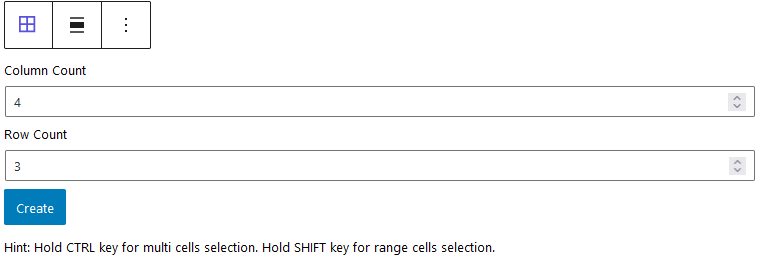 Column Count
4
Row Count
3
Create
Hint: Hold CTRL key for multi cells selection. Hold SHIFT key for range cells selection.